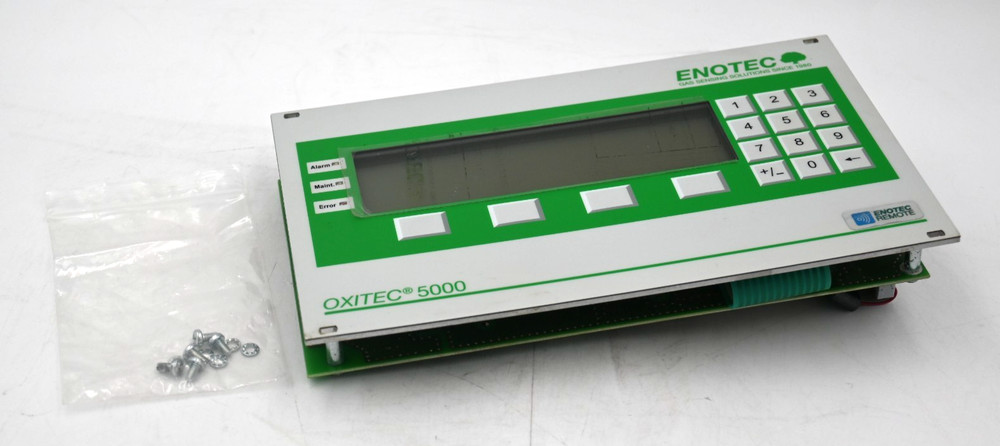 ENOTEC
GAS SENSING SOLUTIONS SINCE 1980
1 2 3
4 5 6
7 8 9
+/- 0 ←
Alarm
Maint.
Error
ENOTEC
REMOTE
OXITEC® 5000